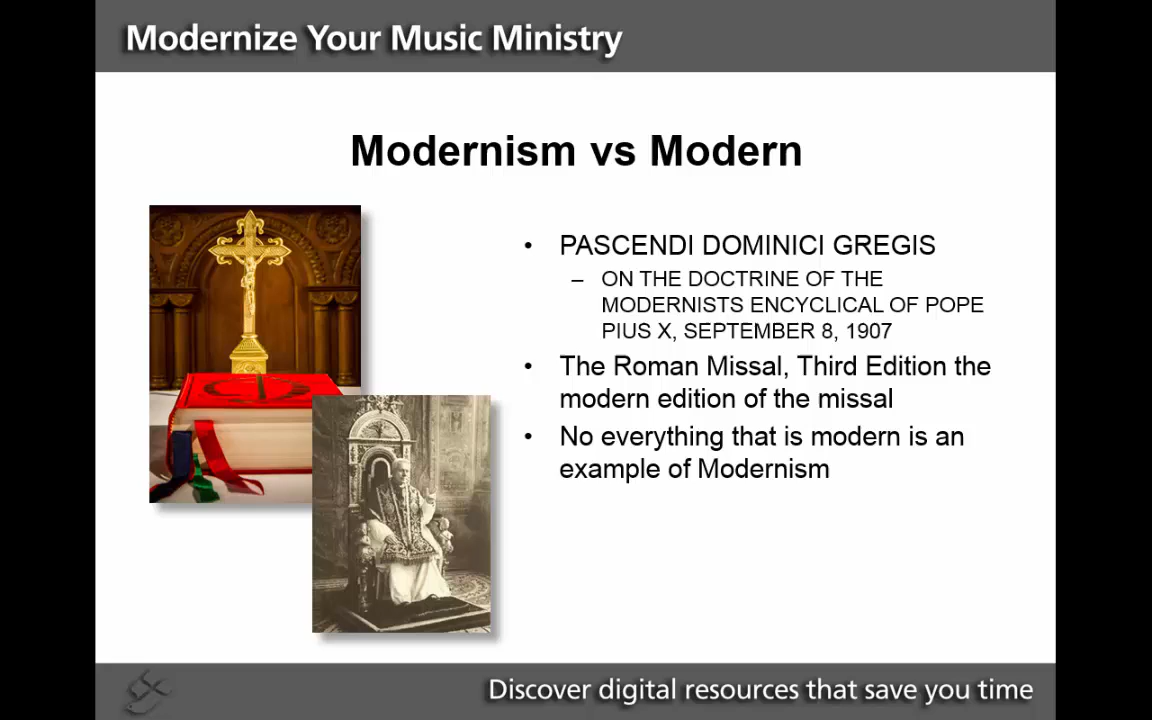 Modernize Your Music Ministry
Modernism vs Modern
• PASCENDI DOMINICI GREGIS
– ON THE DOCTRINE OF THE
MODERNISTS ENCYCLICAL OF POPE
PIUS X, SEPTEMBER 8, 1907
• The Roman Missal, Third Edition the
modern edition of the missal
• No everything that is modern is an
example of Modernism
Discover digital resources that save you time